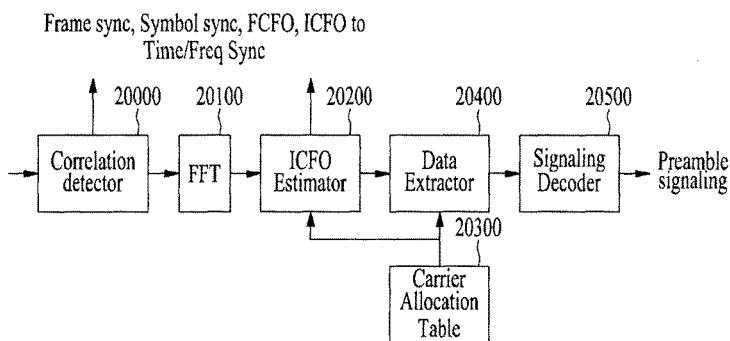 Frame sync, Symbol sync, FCFO, ICFO to
Time/Freq Sync
20000
20100
20200
20400
20500
Correlation
detector
FFT
ICFO
Estimator
Data
Extractor
Signaling
Decoder
Preamble
signaling
20300
Carrier
Allocation
Table